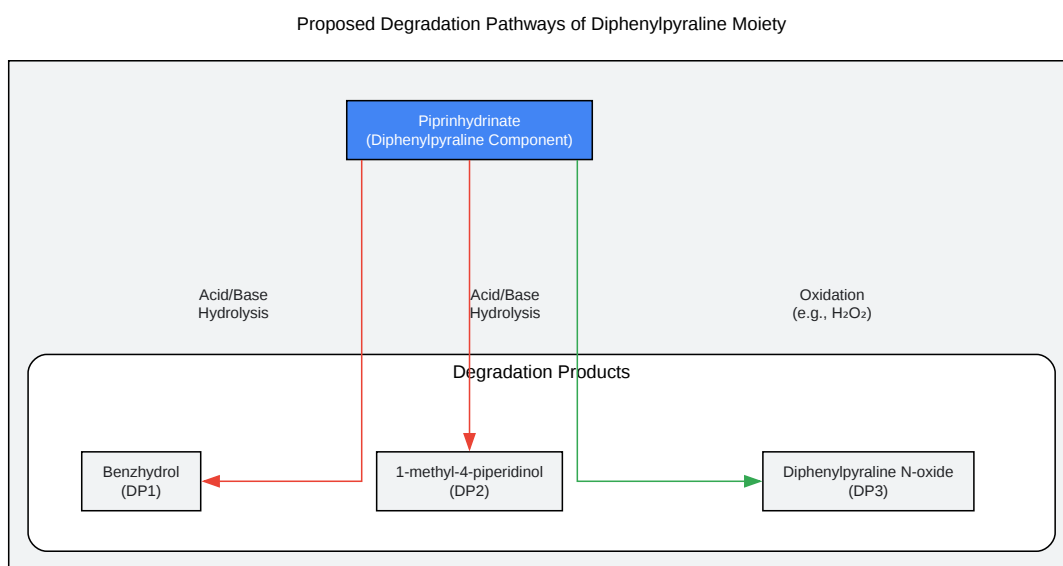 Proposed Degradation Pathways of Diphenylpyraline Moiety
Piprinhydrinate
(Diphenylpyraline Component)
Acid/Base
Hydrolysis
Acid/Base
Hydrolysis
Oxidation
(e.g., H₂O₂)
Degradation Products
Benzhydrol
(DP1)
1-methyl-4-piperidinol
(DP2)
Diphenylpyraline N-oxide
(DP3)